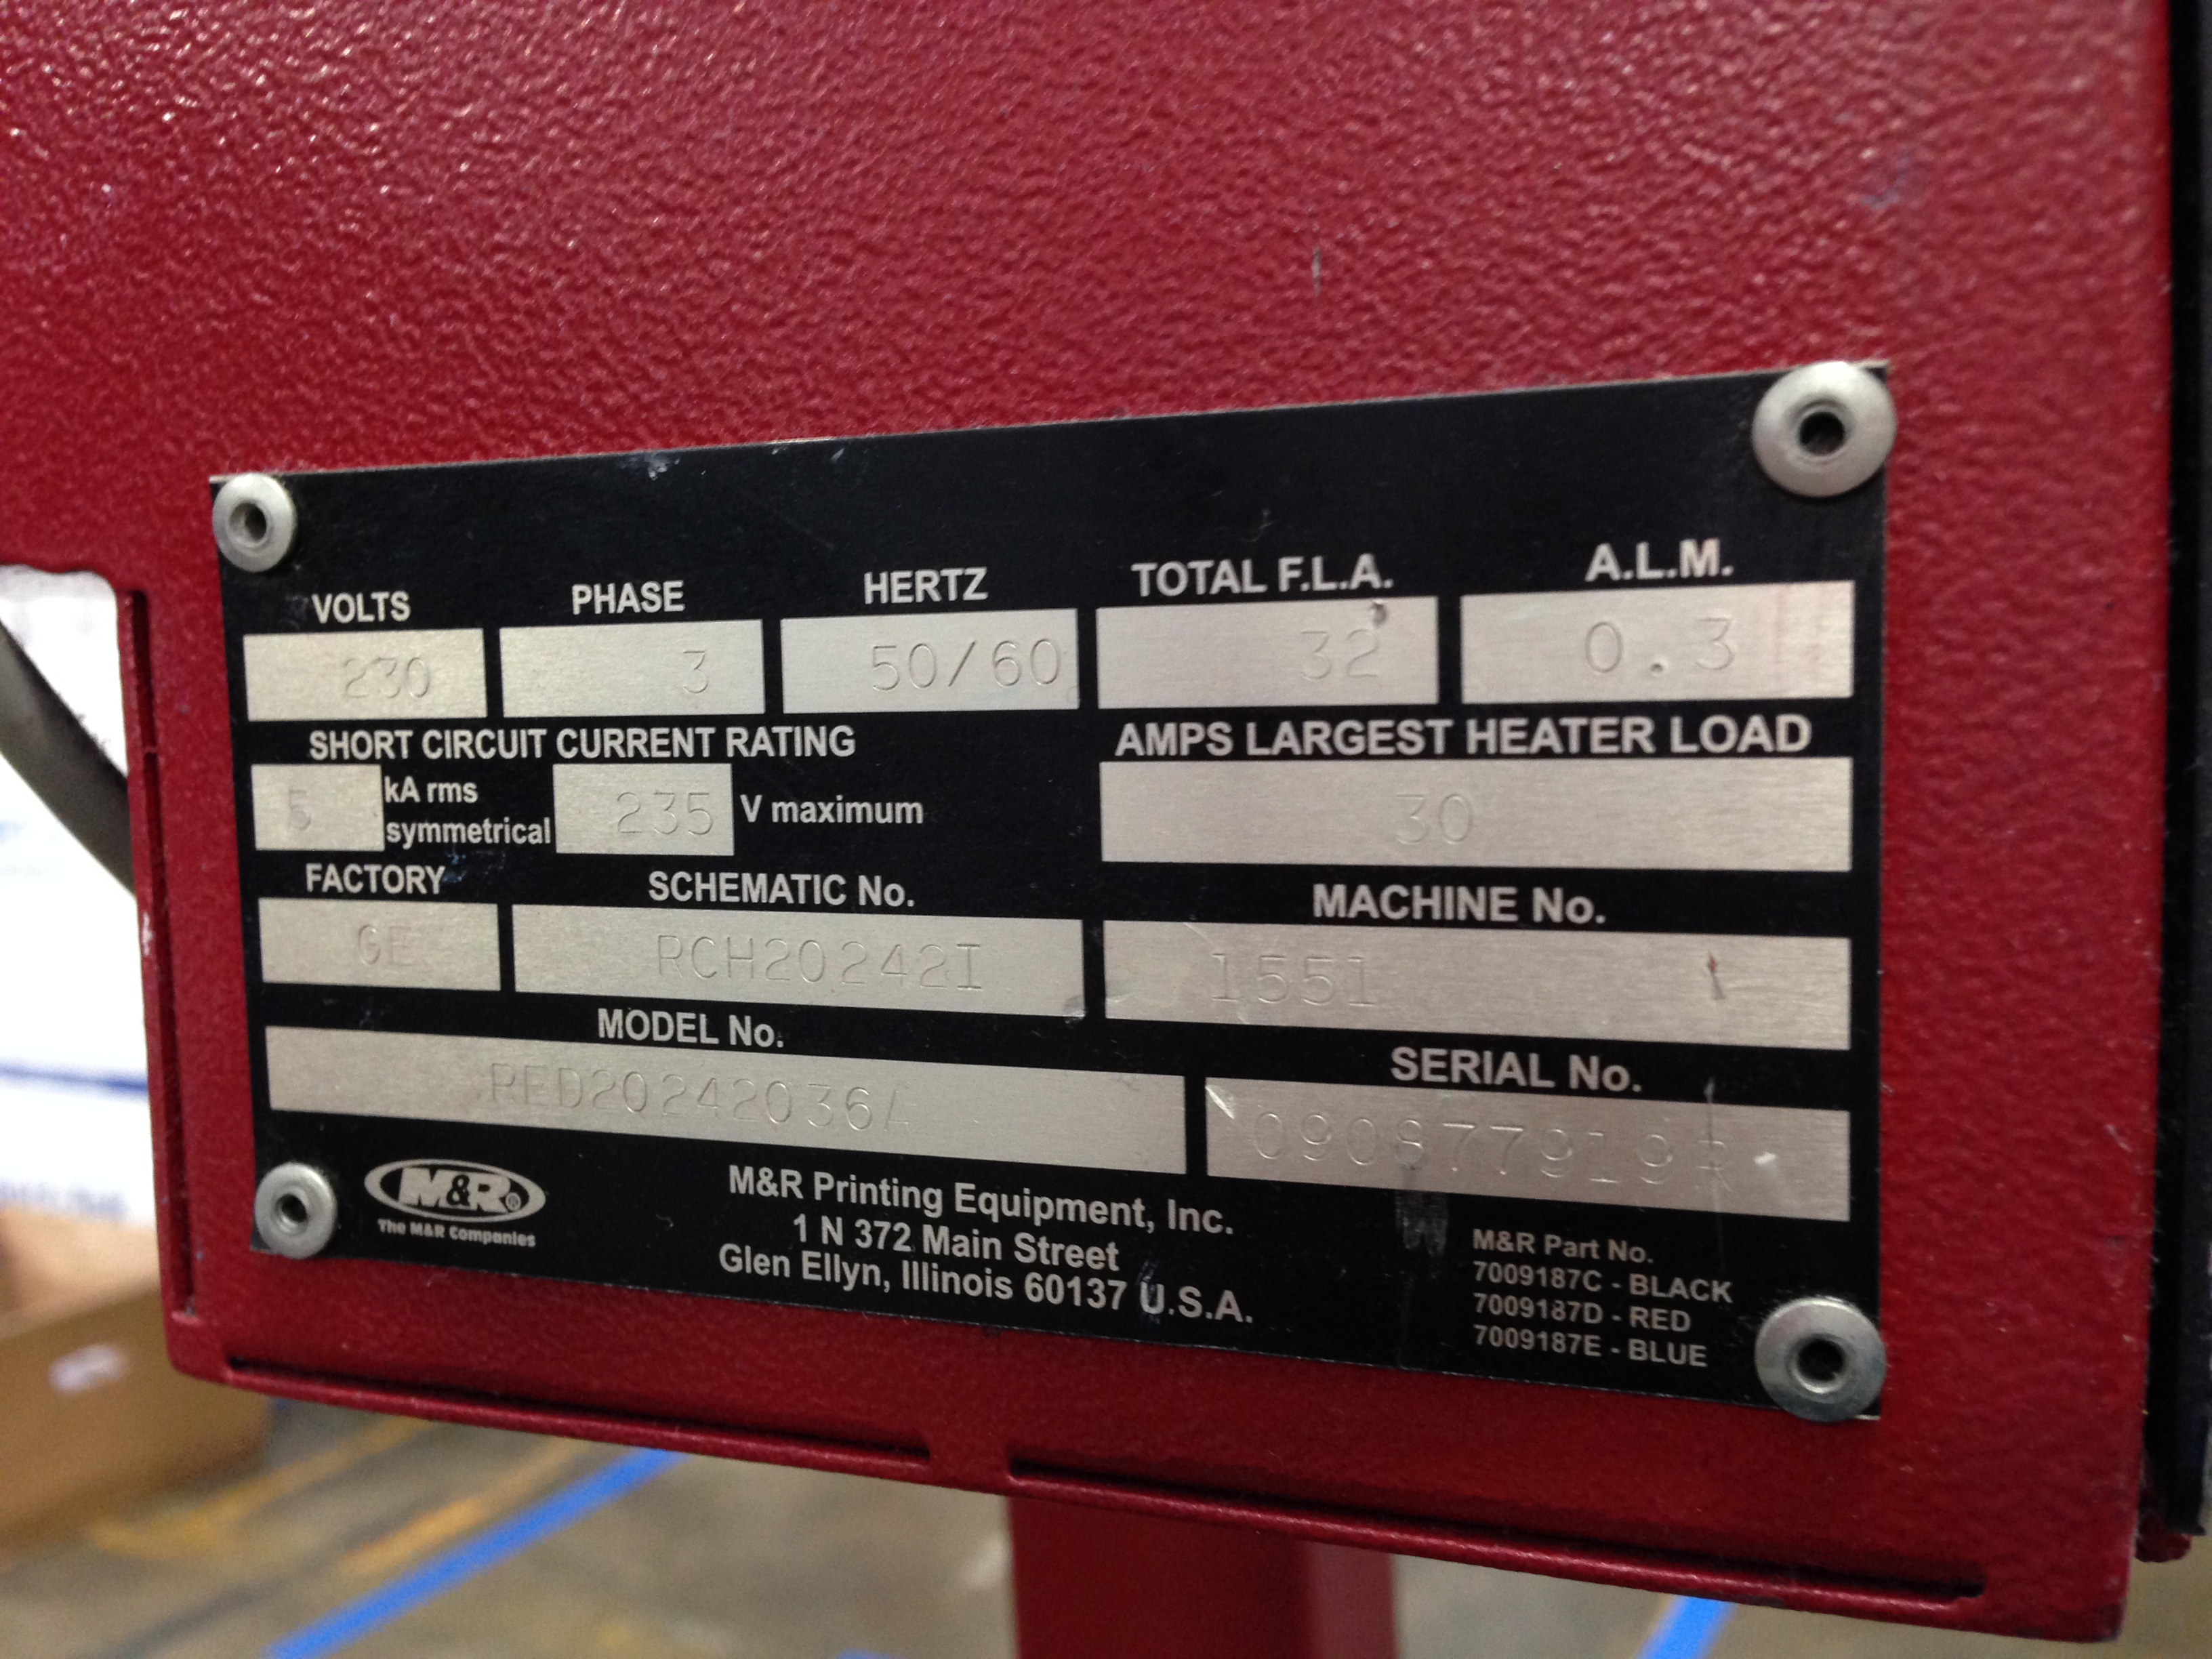 VOLTS PHASE HERTZ TOTAL F.L.A. A.L.M.
230 3 50/60 32 0.3
SHORT CIRCUIT CURRENT RATING AMPS LARGEST HEATER LOAD
5 kA rms symmetrical 235 V maximum 30
FACTORY SCHEMATIC No. MACHINE No.
GE RCH20242I 1551
MODEL No. SERIAL No.
RED20242036A 090877919R
M&R®
The M&R Companies
M&R Printing Equipment, Inc.
1 N 372 Main Street
Glen Ellyn, Illinois 60137 U.S.A.
M&R Part No.
7009187C - BLACK
7009187D - RED
7009187E - BLUE